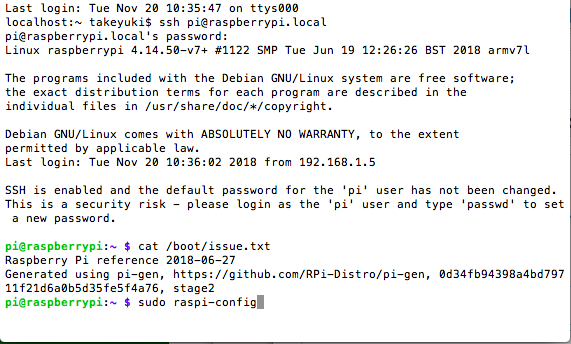 Last login: Tue Nov 20 10:35:47 on ttys000
localhost:~ takeyuki$ ssh pi@raspberrypi.local
pi@raspberrypi.local's password:
Linux raspberrypi 4.14.50-v7+ #1122 SMP Tue Jun 19 12:26:26 BST 2018 armv7l
The programs included with the Debian GNU/Linux system are free software;
the exact distribution terms for each program are described in the
individual files in /usr/share/doc/*/copyright.
Debian GNU/Linux comes with ABSOLUTELY NO WARRANTY, to the extent
permitted by applicable law.
Last login: Tue Nov 20 10:36:02 2018 from 192.168.1.5
SSH is enabled and the default password for the 'pi' user has not been changed.
This is a security risk - please login as the 'pi' user and type 'passwd' to set
a new password.
pi@raspberrypi:~ $ cat /boot/issue.txt
Raspberry Pi reference 2018-06-27
Generated using pi-gen, https://github.com/RPi-Distro/pi-gen, 0d34fb94398a4bd797
11f21d6a0b5d35fe5f4a76, stage2
pi@raspberrypi:~ $ sudo raspi-config